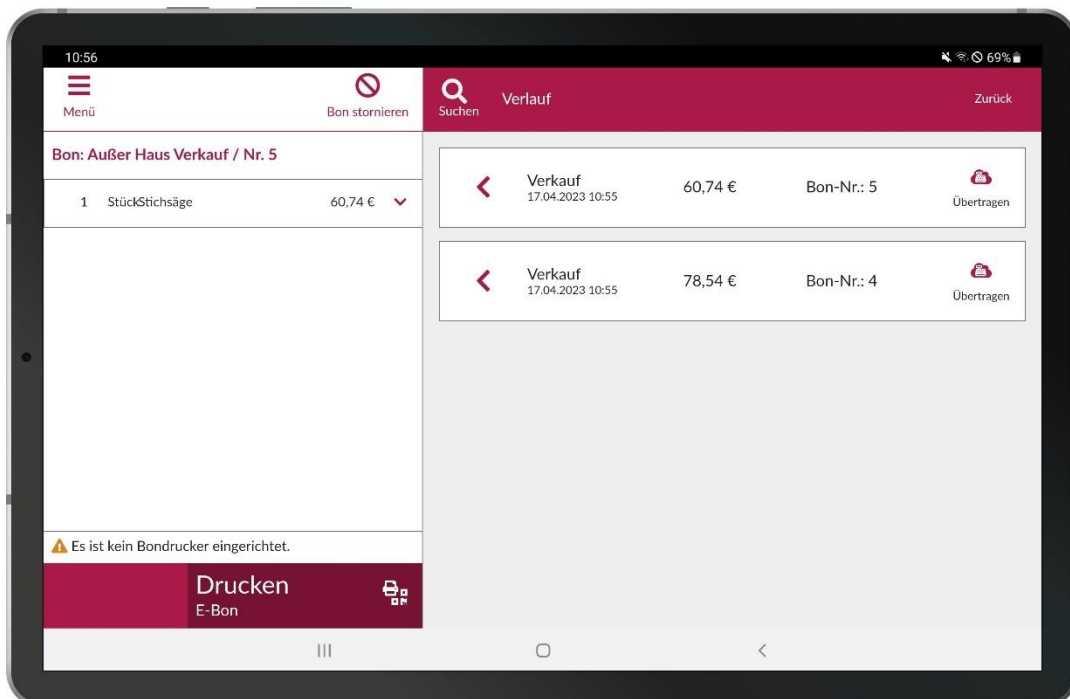 10:56
69%
Menü
Bon stornieren
Suchen
Verlauf
Zurück
Bon: Außer Haus Verkauf / Nr. 5
1 StückStichsäge 60,74 €
Verkauf
17.04.2023 10:55
60,74 €
Bon-Nr.: 5
Übertragen
Verkauf
17.04.2023 10:55
78,54 €
Bon-Nr.: 4
Übertragen
Es ist kein Bondrucker eingerichtet.
Drucken
E-Bon